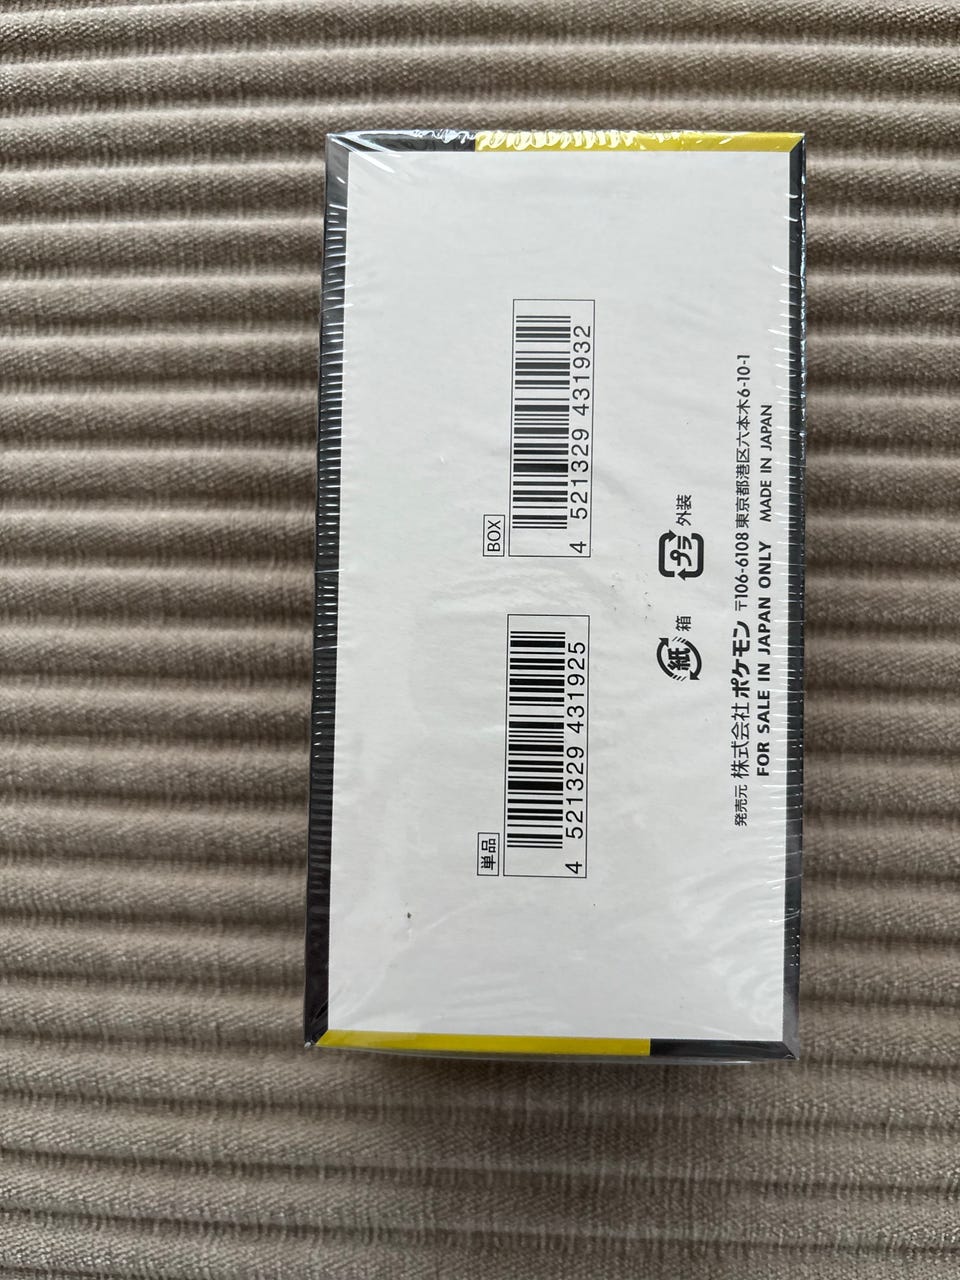 単品
4 521329 431925
BOX
4 521329 431932
紙 箱
プラ 外装
発売元 株式会社ポケモン 〒106-6108 東京都港区六本木6-10-1
FOR SALE IN JAPAN ONLY MADE IN JAPAN